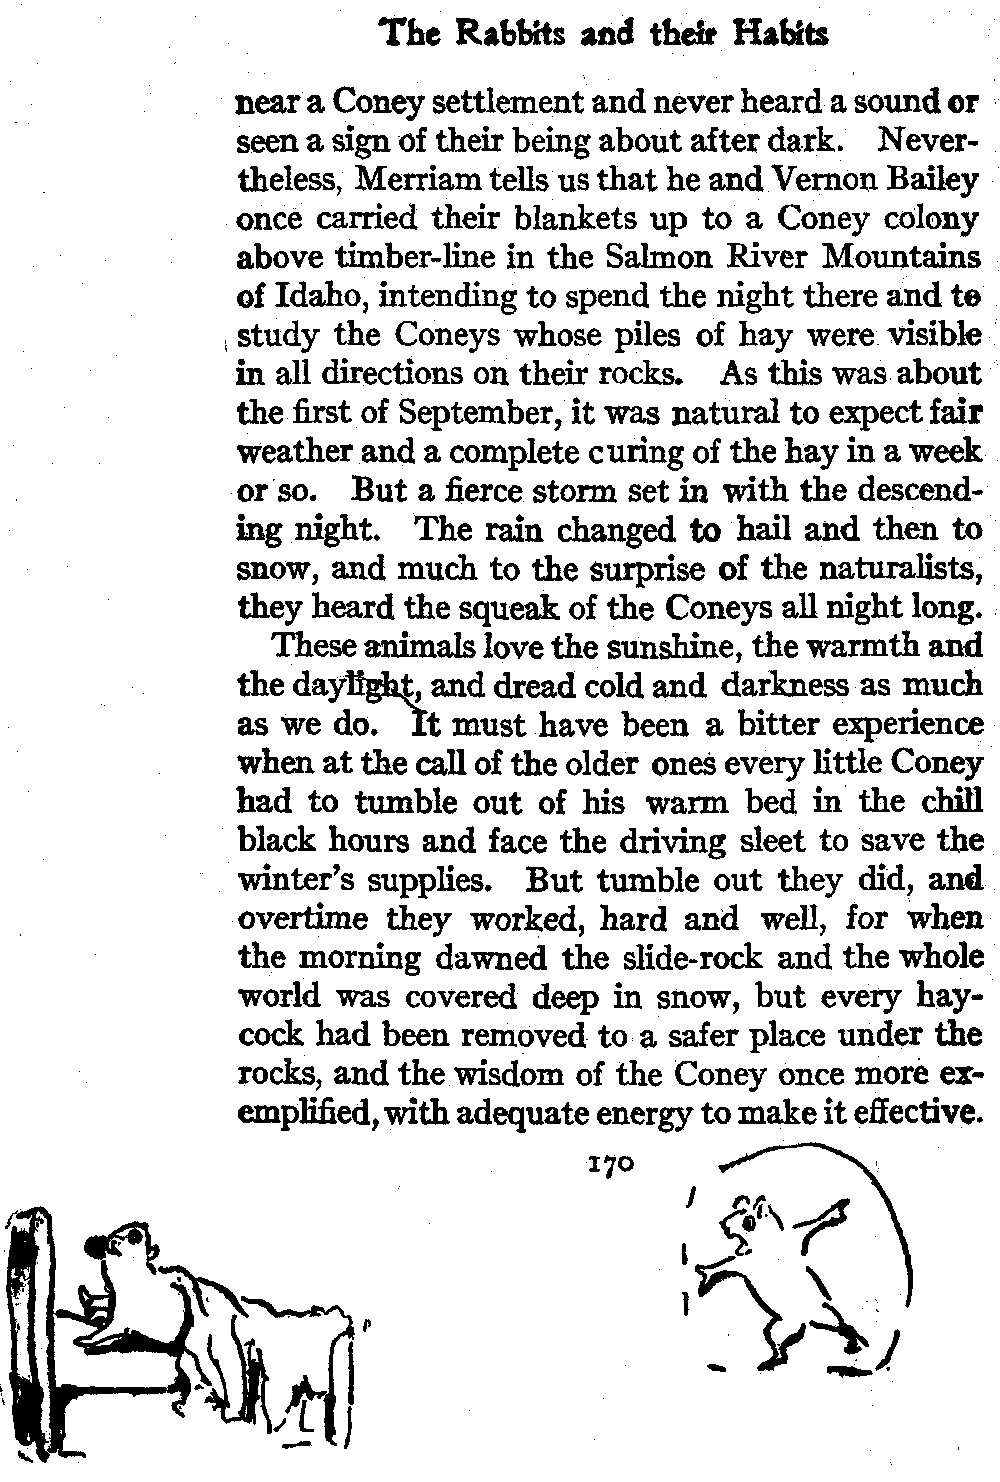 The Rabbits and their Habits
near a Coney settlement and never heard a sound or
seen a sign of their being about after dark. Never-
theless, Merriam tells us that he and Vernon Bailey
once carried their blankets up to a Coney colony
above timber-line in the Salmon River Mountains
of Idaho, intending to spend the night there and to
study the Coneys whose piles of hay were visible
in all directions on their rocks. As this was about
the first of September, it was natural to expect fair
weather and a complete curing of the hay in a week
or so. But a fierce storm set in with the descend-
ing night. The rain changed to hail and then to
snow, and much to the surprise of the naturalists,
they heard the squeak of the Coneys all night long.
These animals love the sunshine, the warmth and
the daylight, and dread cold and darkness as much
as we do. It must have been a bitter experience
when at the call of the older ones every little Coney
had to tumble out of his warm bed in the chill
black hours and face the driving sleet to save the
winter's supplies. But tumble out they did, and
overtime they worked, hard and well, for when
the morning dawned the slide-rock and the whole
world was covered deep in snow, but every hay-
cock had been removed to a safer place under the
rocks, and the wisdom of the Coney once more ex-
emplified, with adequate energy to make it effective.
170